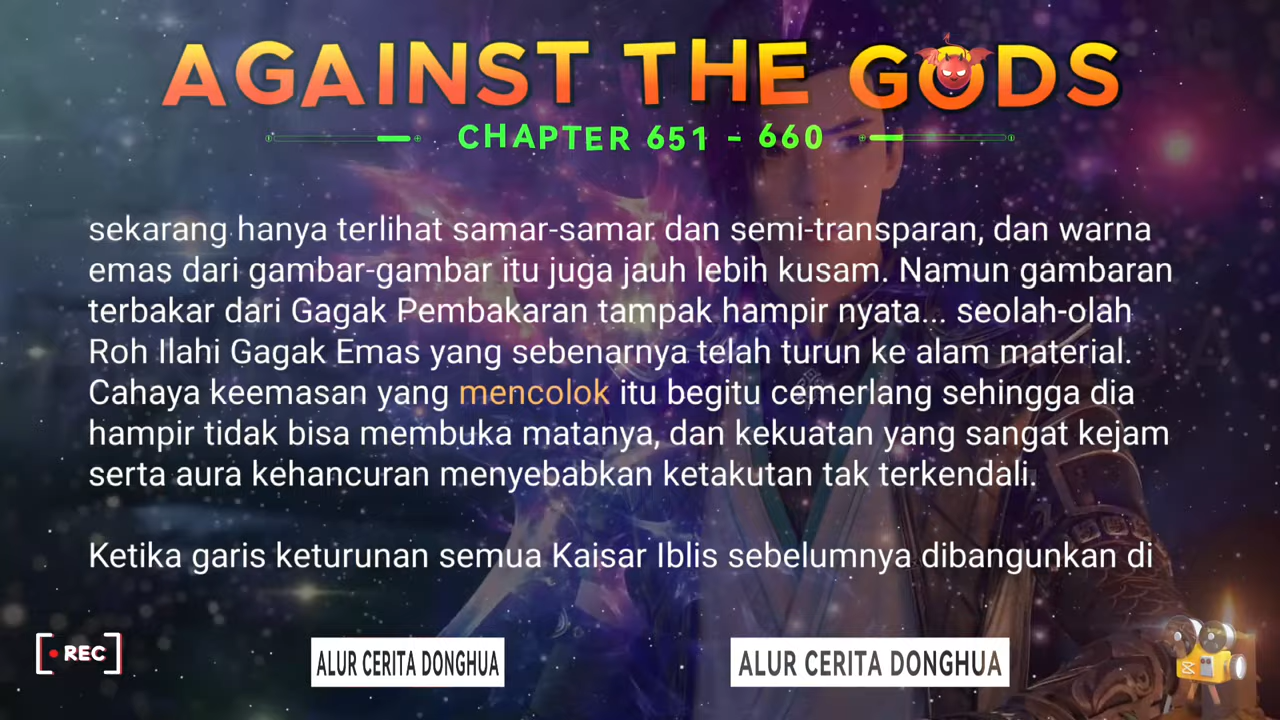 AGAINST THE GODS
CHAPTER 651 - 660
sekarang hanya terlihat samar-samar dan semi-transparan, dan warna
emas dari gambar-gambar itu juga jauh lebih kusam. Namun gambaran
terbakar dari Gagak Pembakaran tampak hampir nyata... seolah-olah
Roh Ilahi Gagak Emas yang sebenarnya telah turun ke alam material.
Cahaya keemasan yang mencolok itu begitu cemerlang sehingga dia
hampir tidak bisa membuka matanya, dan kekuatan yang sangat kejam
serta aura kehancuran menyebabkan ketakutan tak terkendali.
Ketika garis keturunan semua Kaisar Iblis sebelumnya dibangunkan di
REC
ALUR CERITA DONGHUA
ALUR CERITA DONGHUA